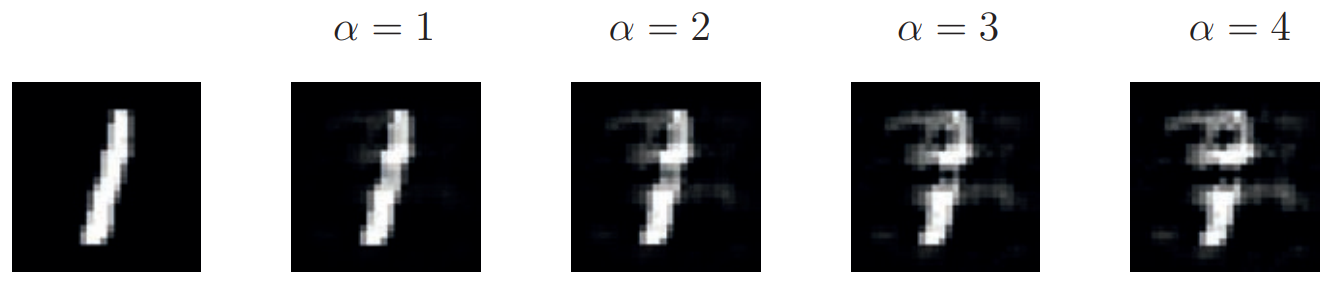 α = 1 α = 2 α = 3 α = 4